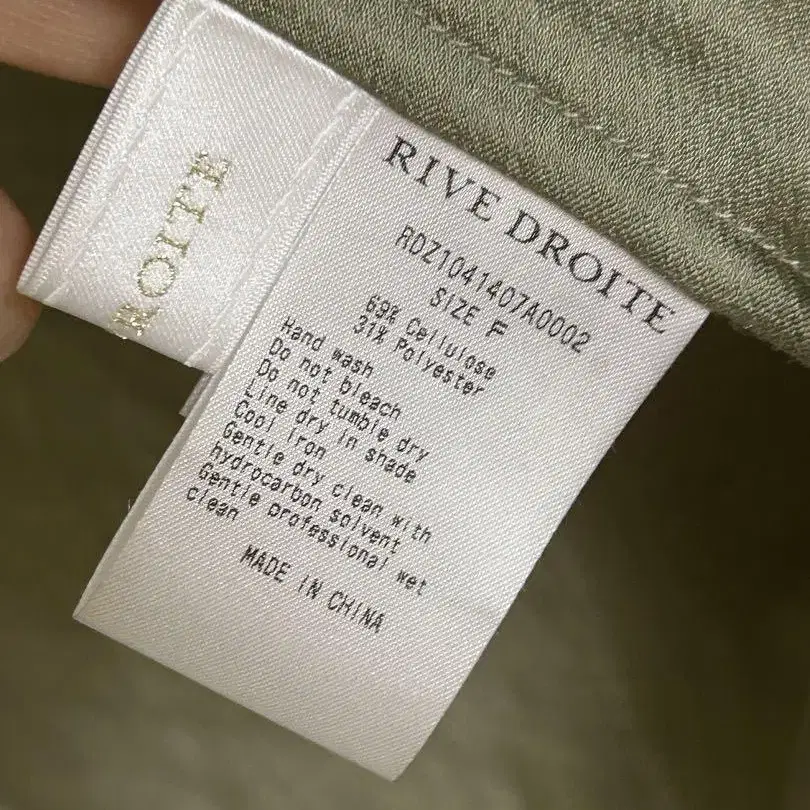 ROITE
RIVE DROITE
RDZ1041407A0002
SIZE F
69% Cellulose
31% Polyester
Hand wash
Do not bleach
Do not tumble dry
Line dry in shade
Cool iron
Gentle dry clean with
hydrocarbon solvent
Gentle professional wet
clean
MADE IN CHINA